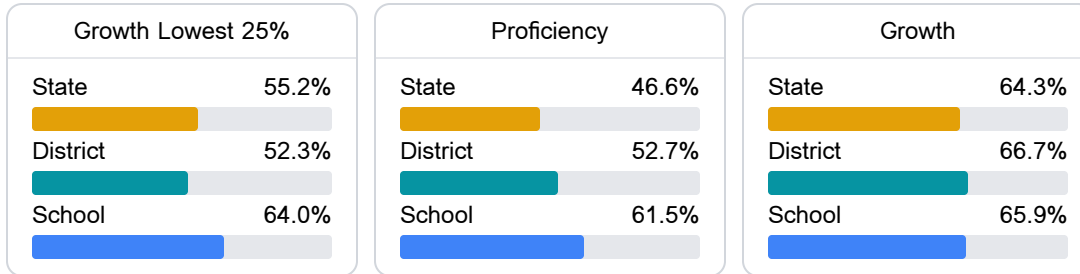 Growth Lowest 25%
State 55.2%
District 52.3%
School 64.0%
Proficiency
State 46.6%
District 52.7%
School 61.5%
Growth
State 64.3%
District 66.7%
School 65.9%